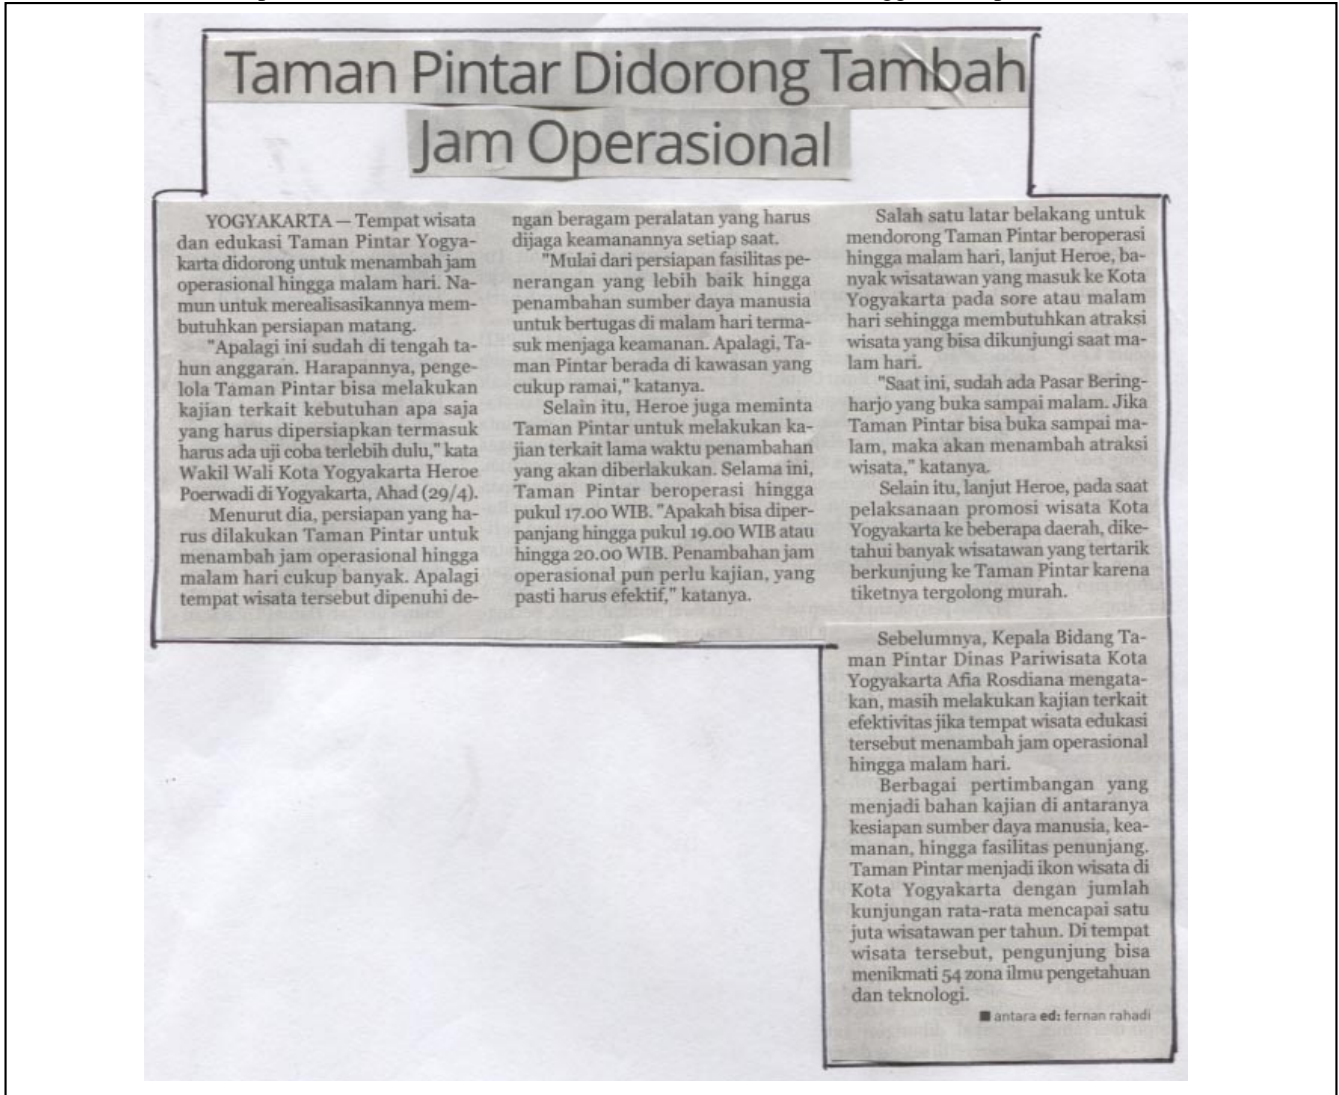 Taman Pintar Didorong Tambah
Jam Operasional
YOGYAKARTA — Tempat wisata
dan edukasi Taman Pintar Yogya-
karta didorong untuk menambah jam
operasional hingga malam hari. Na-
mun untuk merealisasikannya mem-
butuhkan persiapan matang.
"Apalagi ini sudah di tengah ta-
hun anggaran. Harapannya, penge-
lola Taman Pintar bisa melakukan
kajian terkait kebutuhan apa saja
yang harus dipersiapkan termasuk
harus ada uji coba terlebih dulu," kata
Wakil Wali Kota Yogyakarta Heroe
Poerwadi di Yogyakarta, Ahad (29/4).
Menurut dia, persiapan yang ha-
rus dilakukan Taman Pintar untuk
menambah jam operasional hingga
malam hari cukup banyak. Apalagi
tempat wisata tersebut dipenuhi de-
ngan beragam peralatan yang harus
dijaga keamanannya setiap saat.
"Mulai dari persiapan fasilitas pe-
nerangan yang lebih baik hingga
penambahan sumber daya manusia
untuk bertugas di malam hari terma-
suk menjaga keamanan. Apalagi, Ta-
man Pintar berada di kawasan yang
cukup ramai," katanya.
Selain itu, Heroe juga meminta
Taman Pintar untuk melakukan ka-
jian terkait lama waktu penambahan
yang akan diberlakukan. Selama ini,
Taman Pintar beroperasi hingga
pukul 17.00 WIB. "Apakah bisa diper-
panjang hingga pukul 19.00 WIB atau
hingga 20.00 WIB. Penambahan jam
operasional pun perlu kajian, yang
pasti harus efektif," katanya.
Salah satu latar belakang untuk
mendorong Taman Pintar beroperasi
hingga malam hari, lanjut Heroe, ba-
nyak wisatawan yang masuk ke Kota
Yogyakarta pada sore atau malam
hari sehingga membutuhkan atraksi
wisata yang bisa dikunjungi saat ma-
lam hari.
"Saat ini, sudah ada Pasar Bering-
harjo yang buka sampai malam. Jika
Taman Pintar bisa buka sampai ma-
lam, maka akan menambah atraksi
wisata," katanya.
Selain itu, lanjut Heroe, pada saat
pelaksanaan promosi wisata Kota
Yogyakarta ke beberapa daerah, dike-
tahui banyak wisatawan yang tertarik
berkunjung ke Taman Pintar karena
tiketnya tergolong murah.
Sebelumnya, Kepala Bidang Ta-
man Pintar Dinas Pariwisata Kota
Yogyakarta Afia Rosdiana mengata-
kan, masih melakukan kajian terkait
efektivitas jika tempat wisata edukasi
tersebut menambah jam operasional
hingga malam hari.
Berbagai pertimbangan yang
menjadi bahan kajian di antaranya
kesiapan sumber daya manusia, kea-
manan, hingga fasilitas penunjang.
Taman Pintar menjadi ikon wisata di
Kota Yogyakarta dengan jumlah
kunjungan rata-rata mencapai satu
juta wisatawan per tahun. Di tempat
wisata tersebut, pengunjung bisa
menikmati 54 zona ilmu pengetahuan
dan teknologi.
■ antara ed: fernan rahadi